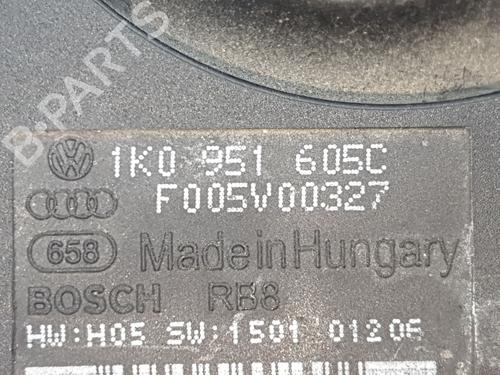 B-PARTS
1K0 951 605C
F005V00327
658 Made in Hungary
BOSCH RB8
HW:H05 SW:1501 01206